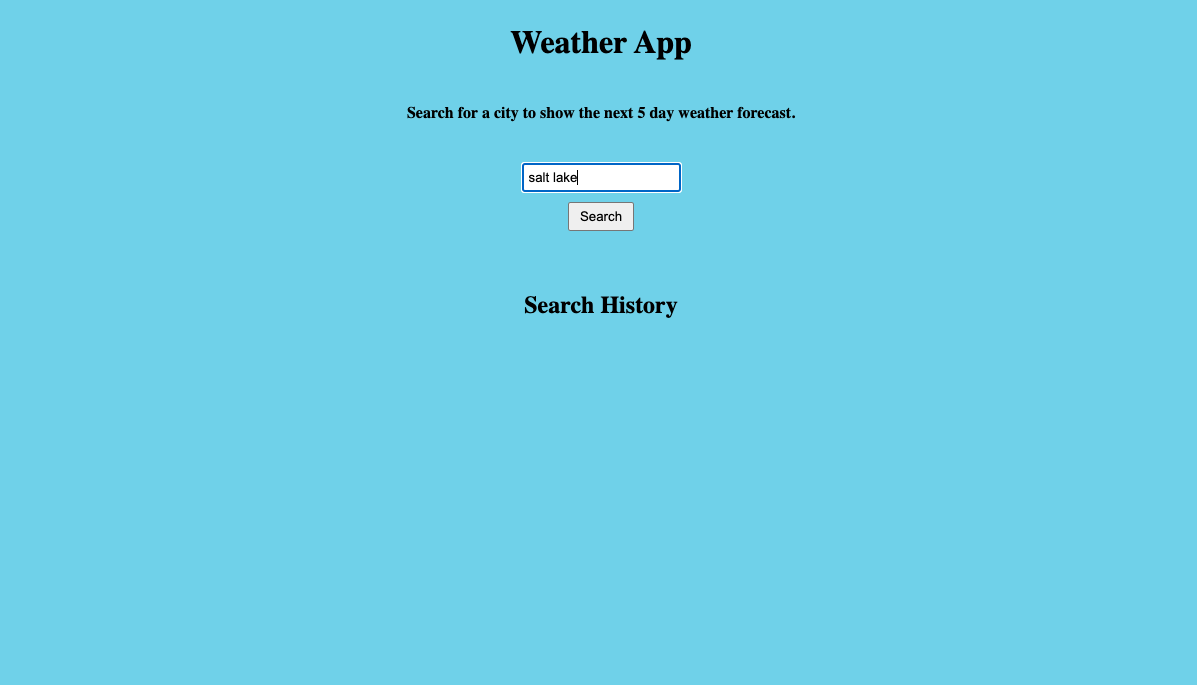 Weather App
Search for a city to show the next 5 day weather forecast.
salt lake
Search
Search History